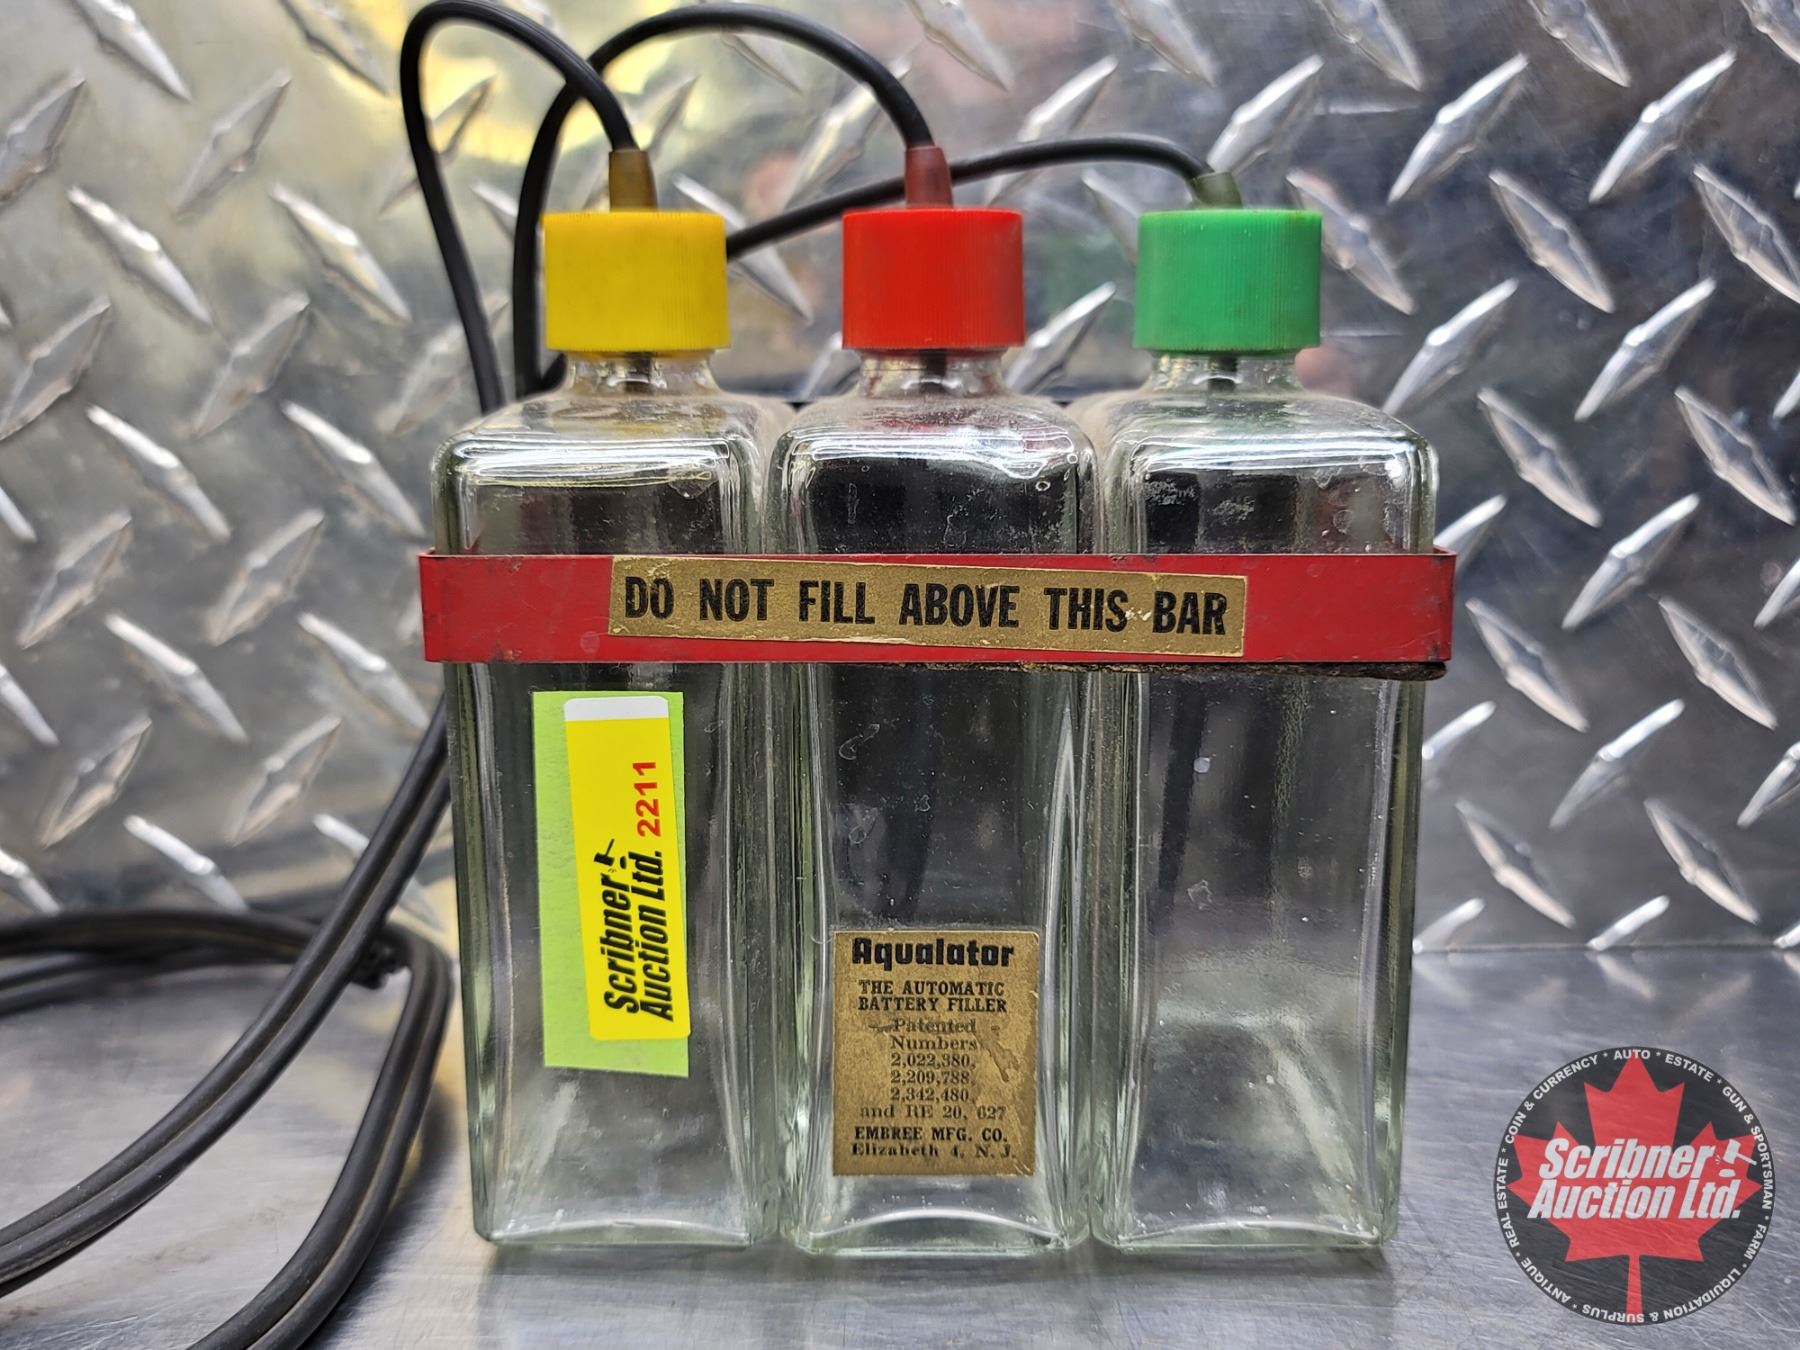 DO NOT FILL ABOVE THIS BAR
Scribner
Auction Ltd. 2211
Aqualator
THE AUTOMATIC
BATTERY FILLER
Patented
Numbers
2,022,380,
2,209,788,
2,342,480,
and RE 20, 627
EMBREE MFG. CO.
Elizabeth 4, N. J.
Scribner
Auction Ltd.
ANTIQUE * REAL ESTATE * COIN & CURRENCY * AUTO * ESTATE * GUN & SPORTSMAN * FARM * LIQUIDATION & SURPLUS *